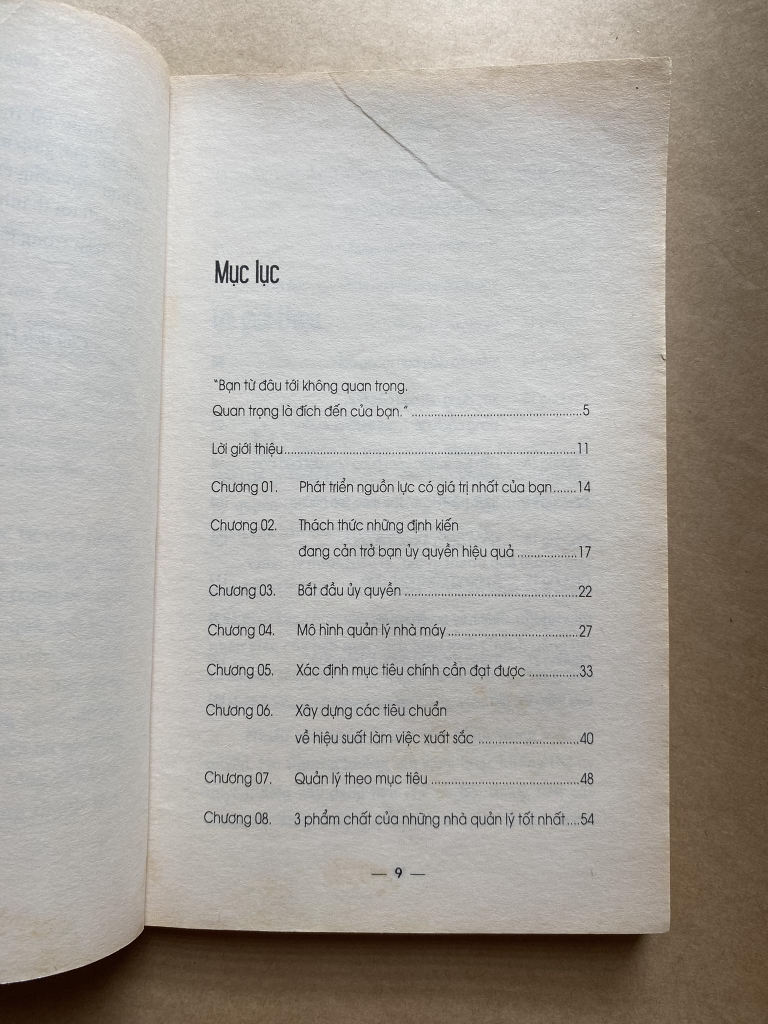 Mục lục
"Bạn từ đâu tới không quan trọng.
Quan trọng là đích đến của bạn." ......................................................5
Lời giới thiệu............................................................................................11
Chương 01. Phát triển nguồn lực có giá trị nhất của bạn.......14
Chương 02. Thách thức những định kiến
đang cản trở bạn ủy quyền hiệu quả ..................17
Chương 03. Bắt đầu ủy quyền ......................................................22
Chương 04. Mô hình quản lý nhà máy.........................................27
Chương 05. Xác định mục tiêu chính cần đạt được ...............33
Chương 06. Xây dựng các tiêu chuẩn
về hiệu suất làm việc xuất sắc ................................40
Chương 07. Quản lý theo mục tiêu ..............................................48
Chương 08. 3 phẩm chất của những nhà quản lý tốt nhất....54
— 9 —